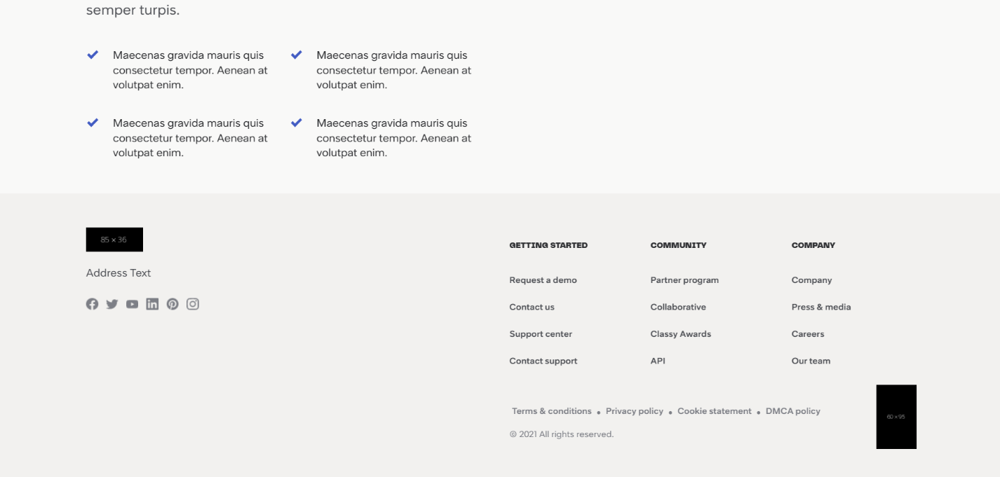 semper turpis.
Maecenas gravida mauris quis
consectetur tempor. Aenean at
volutpat enim.
Maecenas gravida mauris quis
consectetur tempor. Aenean at
volutpat enim.
Maecenas gravida mauris quis
consectetur tempor. Aenean at
volutpat enim.
Maecenas gravida mauris quis
consectetur tempor. Aenean at
volutpat enim.
85 × 36
Address Text
GETTING STARTED
Request a demo
Contact us
Support center
Contact support
COMMUNITY
Partner program
Collaborative
Classy Awards
API
COMPANY
Company
Press & media
Careers
Our team
Terms & conditions • Privacy policy • Cookie statement • DMCA policy
© 2021 All rights reserved.
60×95